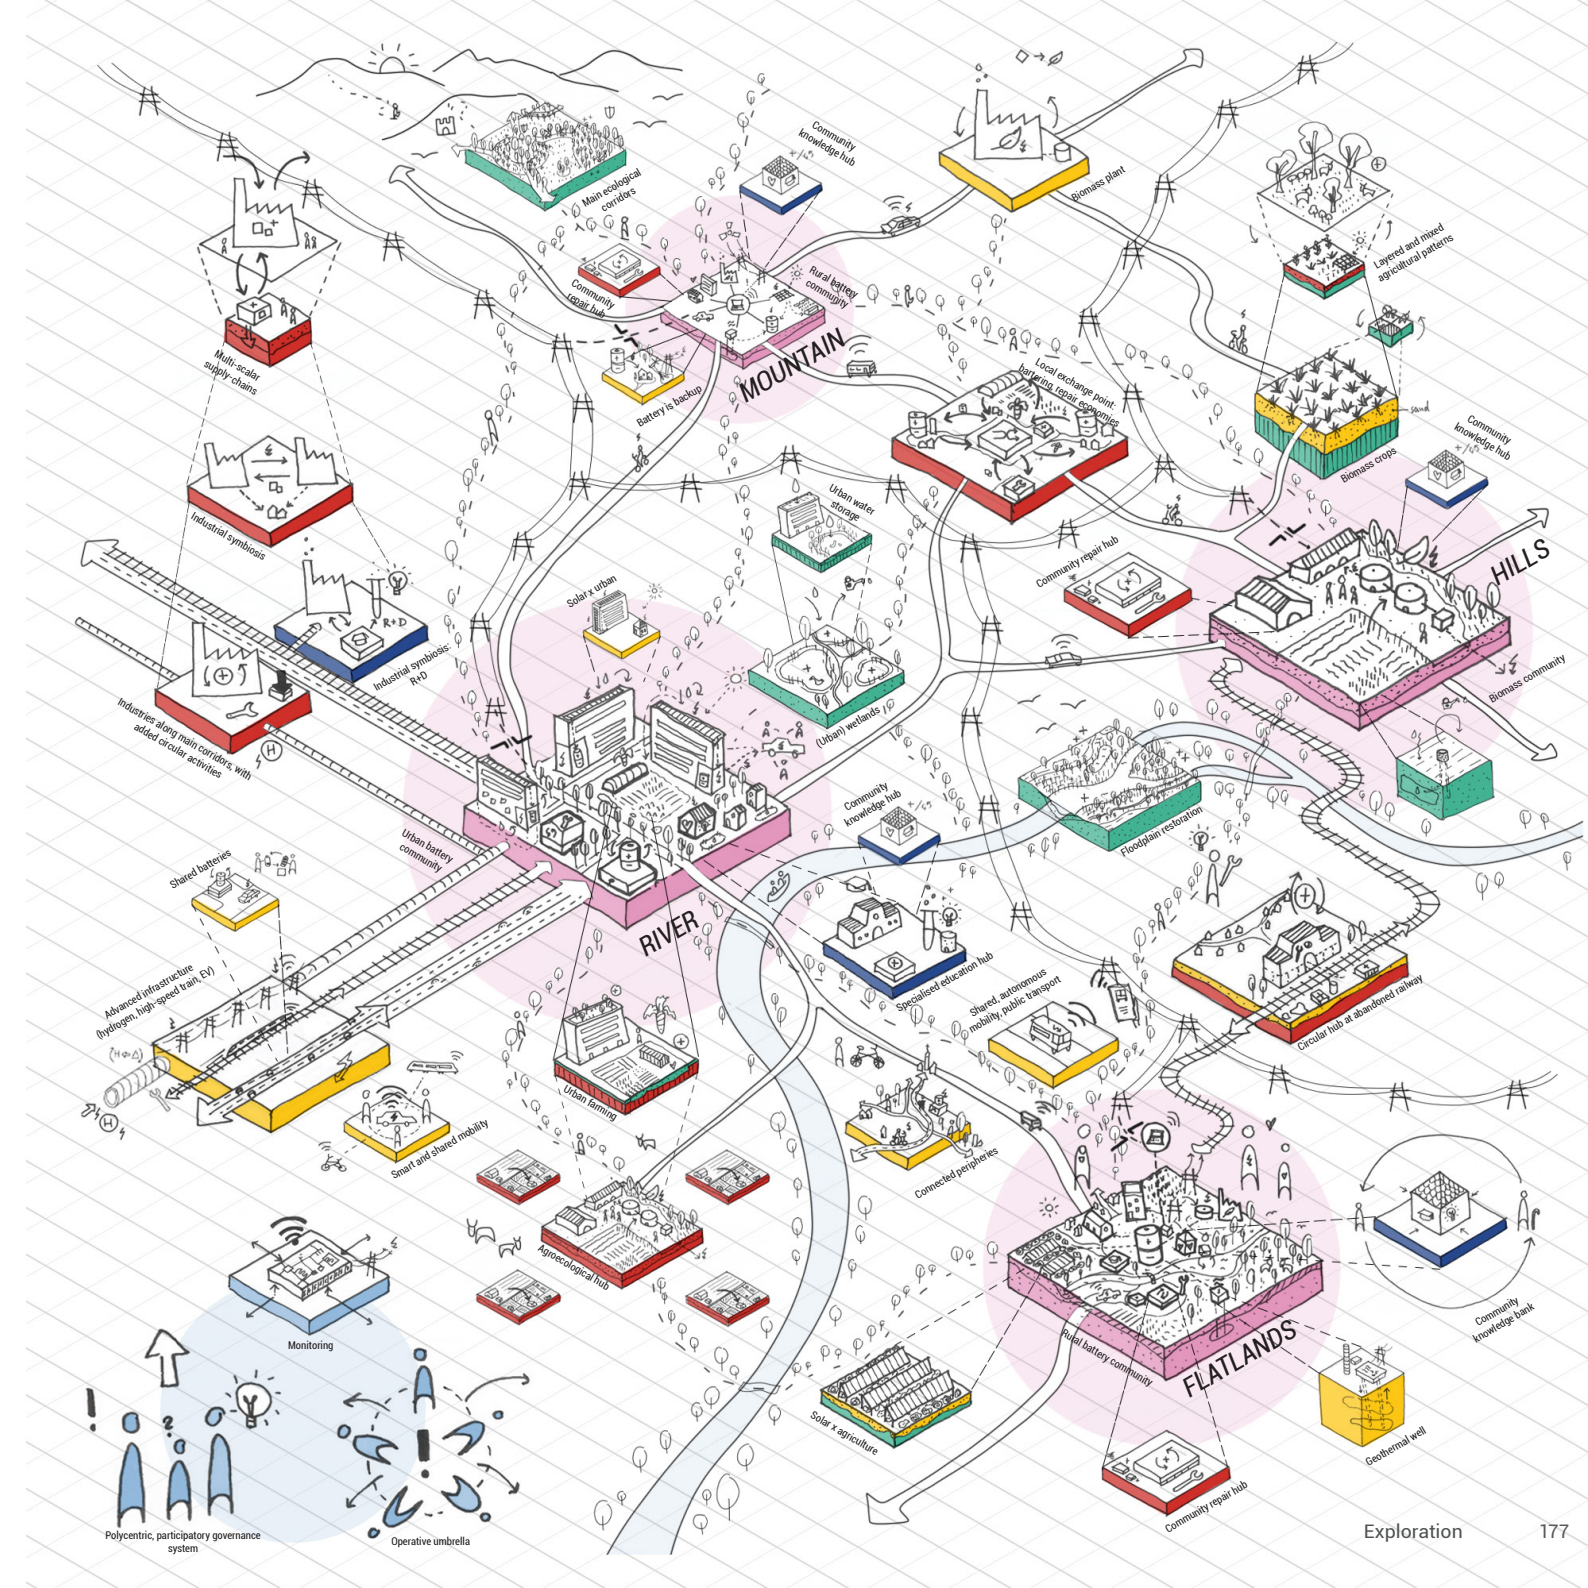 Community
knowledge hub
Main ecological
corridors
Biomass plant
Layered and mixed
agricultural patterns
Community
repair hub
Rural battery
community
MOUNTAIN
Battery is backup
Multi-scalar
supply-chains
Local exchange point:
bartering, repair economies
sand
Biomass crops
Community
knowledge hub
Industrial symbiosis
Urban water
storage
Community repair hub
HILLS
Biomass community
R+D
Industrial symbiosis:
R+D
Solar x urban
(Urban) wetlands
Industries along main corridors, with
added circular activities
H
Community
knowledge hub
Floodplain restoration
Urban battery
community
Shared batteries
RIVER
Specialised education hub
Advanced infrastructure
(hydrogen, high-speed train, EV)
H
Shared, autonomous
mobility, public transport
Circular hub at abandoned railway
Urban farming
Smart and shared mobility
Connected peripheries
Agroecological hub
Community
knowledge bank
Monitoring
Rural battery community
FLATLANDS
Solar x agriculture
Geothermal well
Community repair hub
Polycentric, participatory governance
system
Operative umbrella
Exploration 177